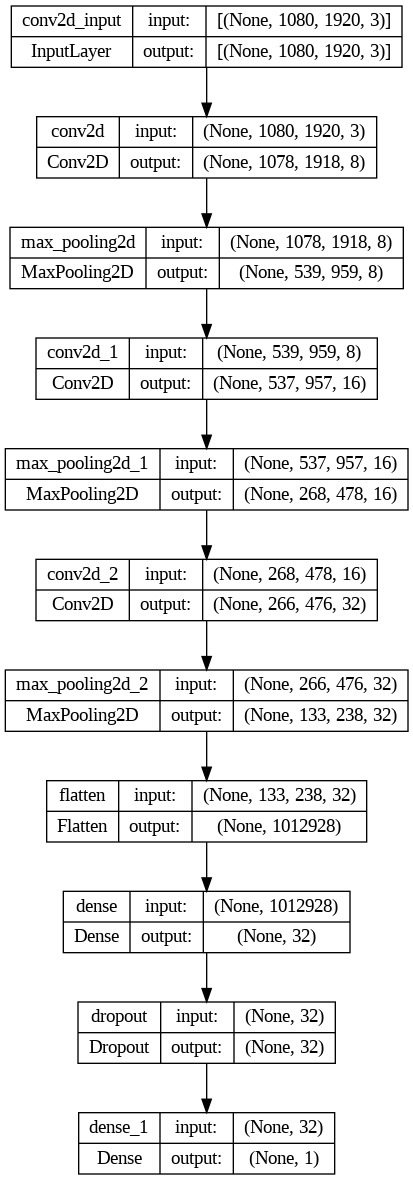 conv2d_input input: [(None, 1080, 1920, 3)]
InputLayer output: [(None, 1080, 1920, 3)]
conv2d input: (None, 1080, 1920, 3)
Conv2D output: (None, 1078, 1918, 8)
max_pooling2d input: (None, 1078, 1918, 8)
MaxPooling2D output: (None, 539, 959, 8)
conv2d_1 input: (None, 539, 959, 8)
Conv2D output: (None, 537, 957, 16)
max_pooling2d_1 input: (None, 537, 957, 16)
MaxPooling2D output: (None, 268, 478, 16)
conv2d_2 input: (None, 268, 478, 16)
Conv2D output: (None, 266, 476, 32)
max_pooling2d_2 input: (None, 266, 476, 32)
MaxPooling2D output: (None, 133, 238, 32)
flatten input: (None, 133, 238, 32)
Flatten output: (None, 1012928)
dense input: (None, 1012928)
Dense output: (None, 32)
dropout input: (None, 32)
Dropout output: (None, 32)
dense_1 input: (None, 32)
Dense output: (None, 1)